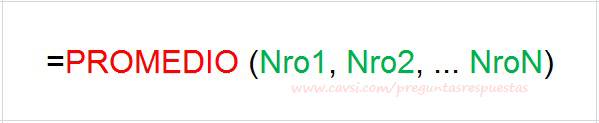 =PROMEDIO (Nro1, Nro2, ... NroN)
www.cavsi.com/preguntasrespuestas